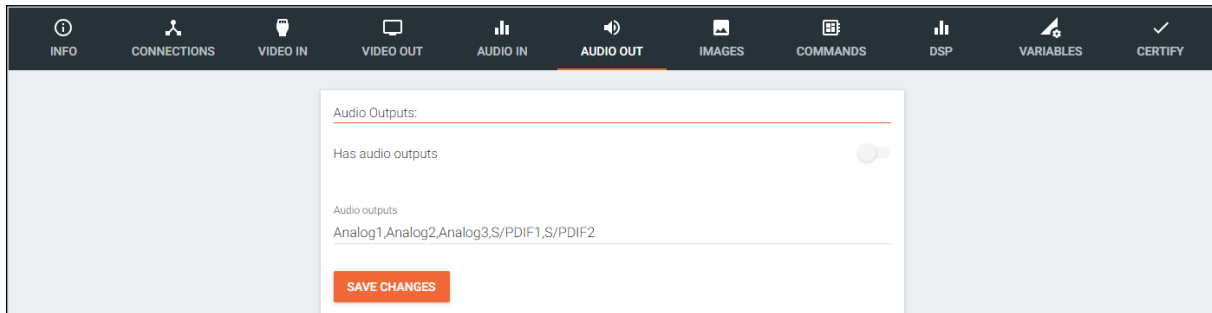 INFO
CONNECTIONS
VIDEO IN
VIDEO OUT
AUDIO IN
AUDIO OUT
IMAGES
COMMANDS
DSP
VARIABLES
CERTIFY
Audio Outputs:
Has audio outputs
Audio outputs
Analog1,Analog2,Analog3,S/PDIF1,S/PDIF2
SAVE CHANGES